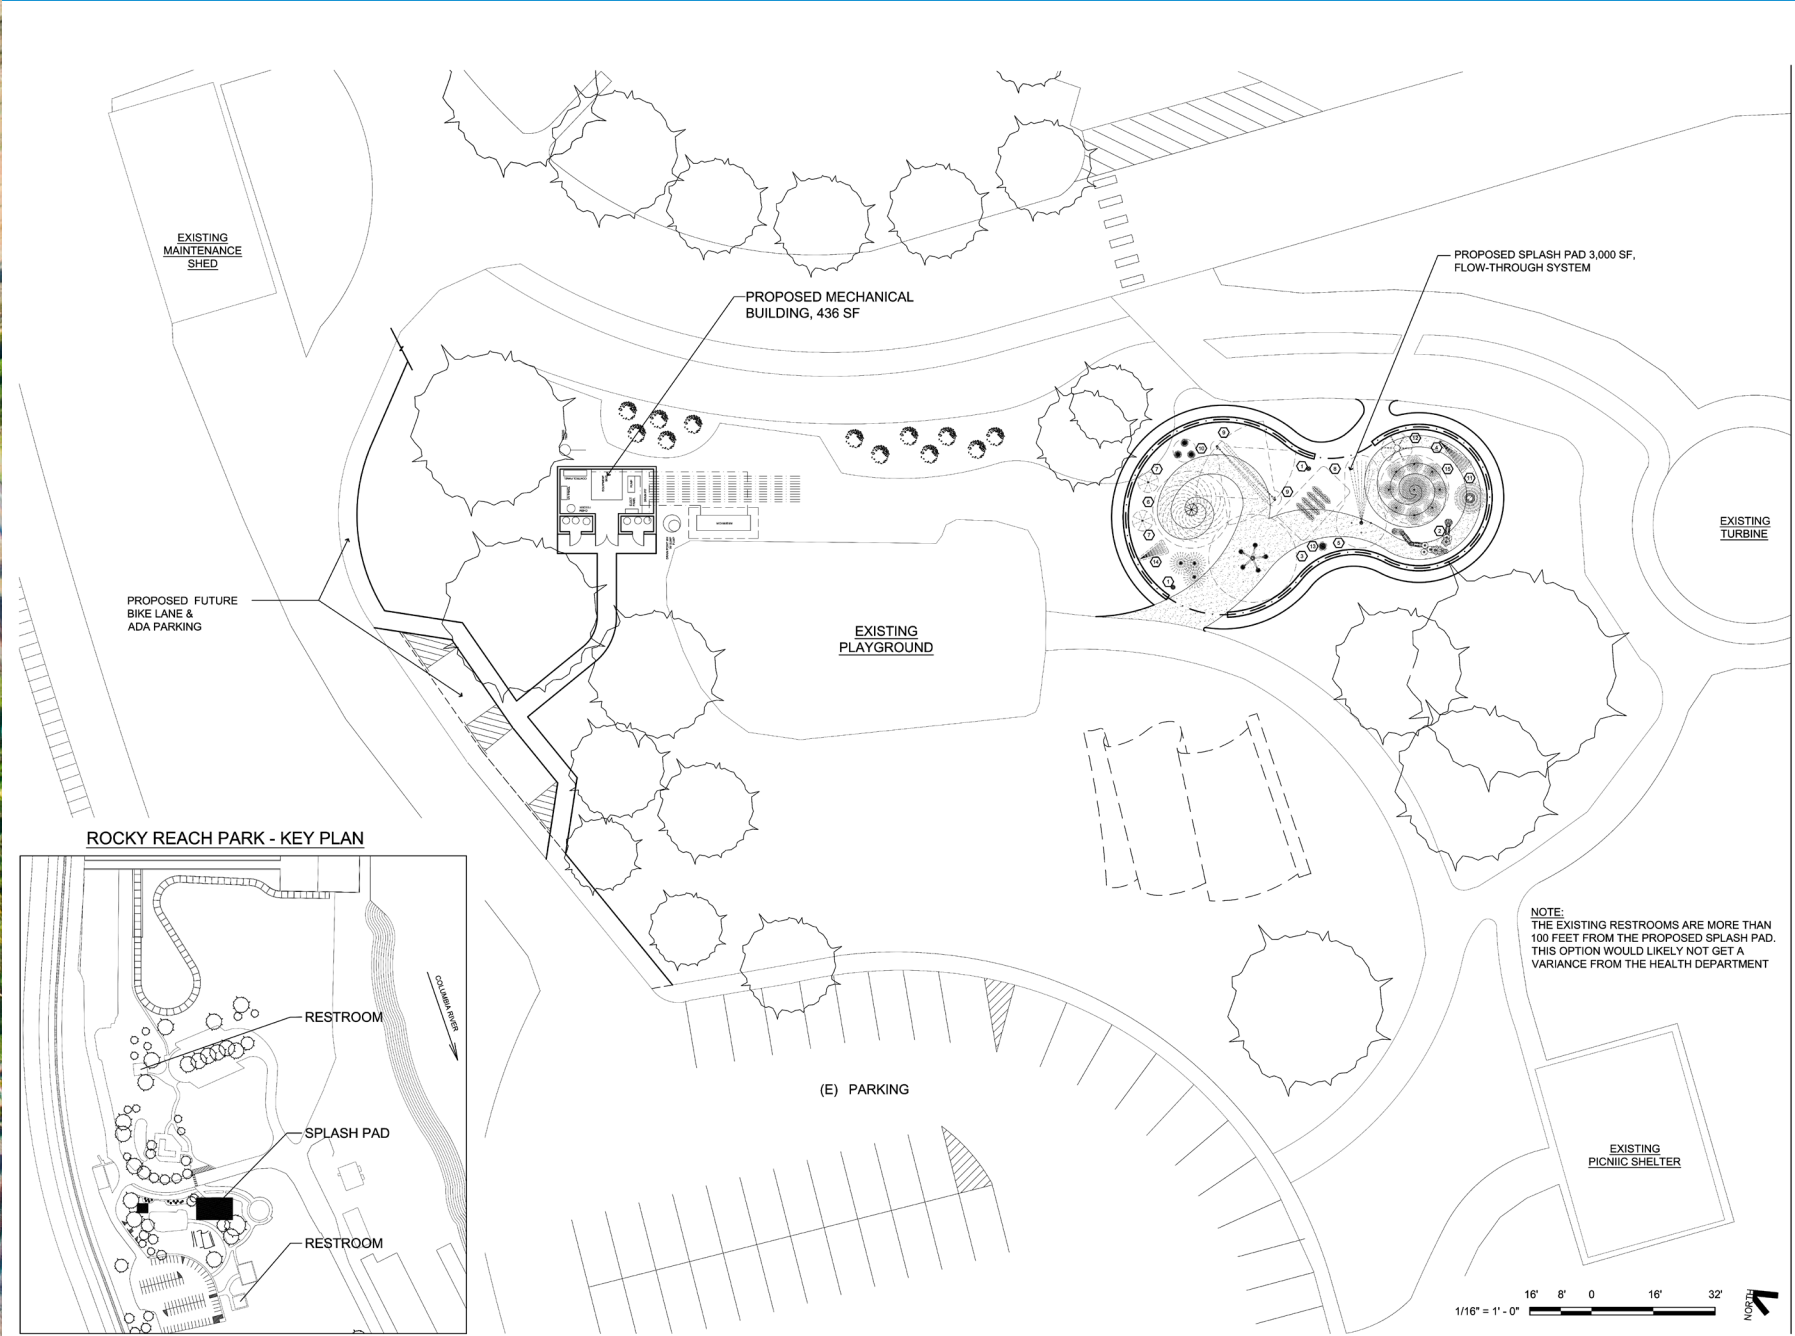 EXISTING
MAINTENANCE
SHED
PROPOSED MECHANICAL
BUILDING, 436 SF
PROPOSED SPLASH PAD 3,000 SF,
FLOW-THROUGH SYSTEM
EXISTING
TURBINE
PROPOSED FUTURE
BIKE LANE &
ADA PARKING
EXISTING
PLAYGROUND
ROCKY REACH PARK - KEY PLAN
COLUMBIA RIVER
RESTROOM
SPLASH PAD
RESTROOM
NOTE:
THE EXISTING RESTROOMS ARE MORE THAN
100 FEET FROM THE PROPOSED SPLASH PAD.
THIS OPTION WOULD LIKELY NOT GET A
VARIANCE FROM THE HEALTH DEPARTMENT
(E) PARKING
EXISTING
PICNIIC SHELTER
16' 8' 0 16' 32'
1/16" = 1' - 0"
NORTH